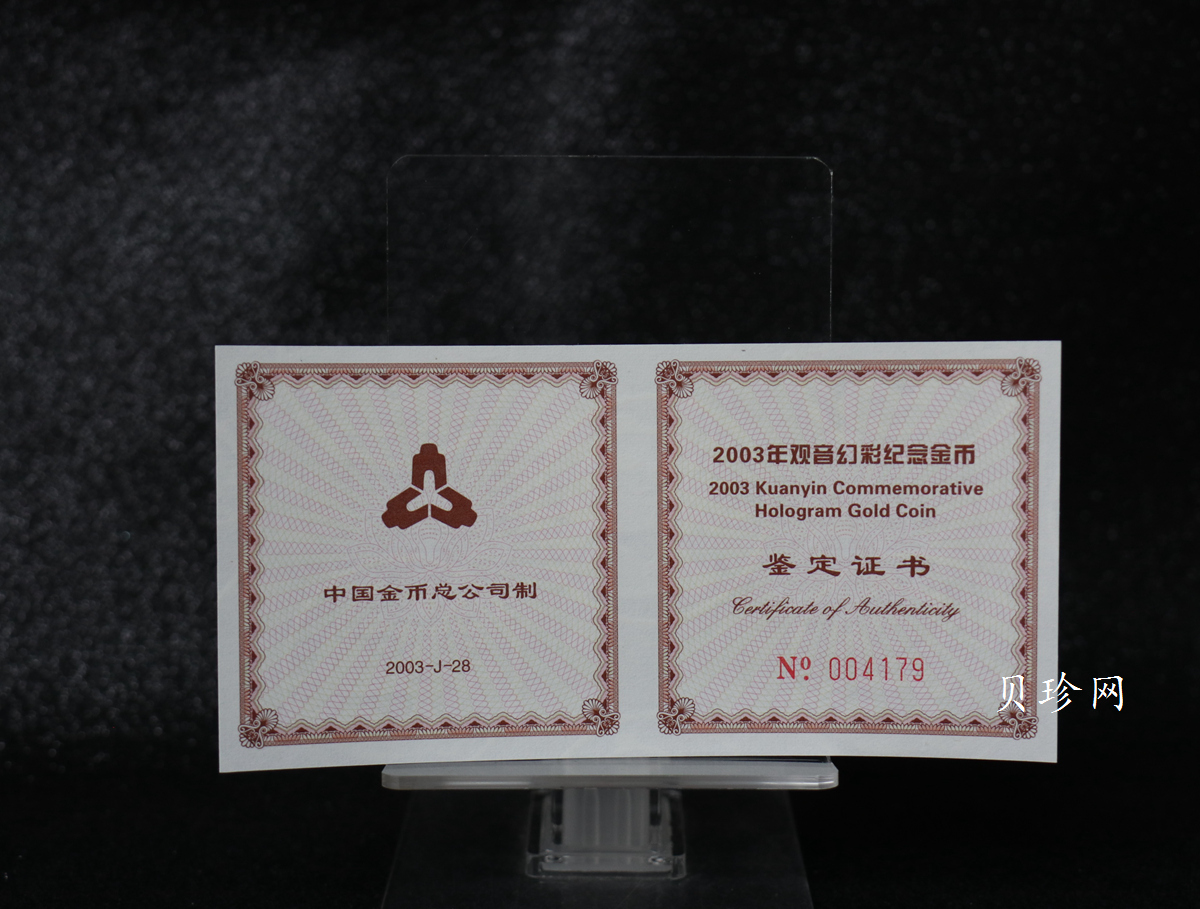 中国金币总公司制
2003-J-28
2003年观音幻彩纪念金币
2003 Kuanyin Commemorative
Hologram Gold Coin
鉴定证书
Certificate of Authenticity
Nº 004179
贝珍网